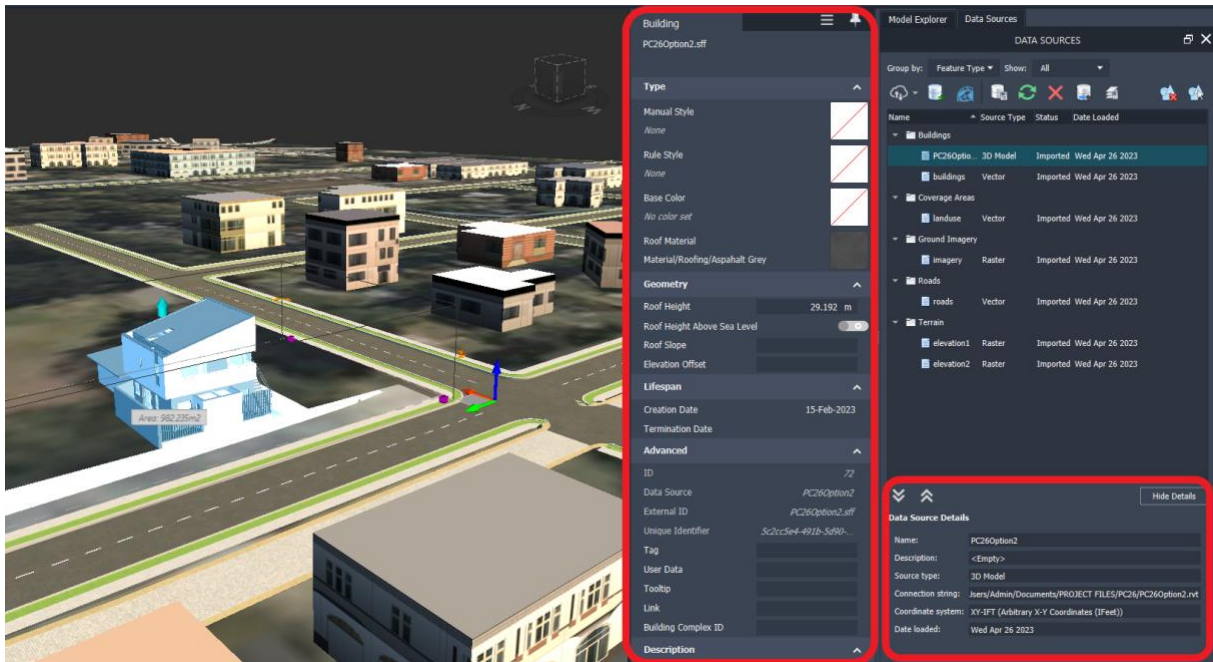 Area: 982.235m2
Building
PC26Option2.sff
Type
Manual Style
None
Rule Style
None
Base Color
No color set
Roof Material
Material/Roofing/Aspahalt Grey
Geometry
Roof Height 29.192 m
Roof Height Above Sea Level
Roof Slope
Elevation Offset
Lifespan
Creation Date 15-Feb-2023
Termination Date
Advanced
ID 72
Data Source PC26Option2
External ID PC26Option2.sff
Unique Identifier 5c2cc5e4-491b-5d90-...
Tag
User Data
Tooltip
Link
Building Complex ID
Description
Model Explorer Data Sources
DATA SOURCES
Group by: Feature Type Show: All
Name Source Type Status Date Loaded
Buildings
PC26Optio... 3D Model Imported Wed Apr 26 2023
buildings Vector Imported Wed Apr 26 2023
Coverage Areas
landuse Vector Imported Wed Apr 26 2023
Ground Imagery
imagery Raster Imported Wed Apr 26 2023
Roads
roads Vector Imported Wed Apr 26 2023
Terrain
elevation1 Raster Imported Wed Apr 26 2023
elevation2 Raster Imported Wed Apr 26 2023
Hide Details
Data Source Details
Name: PC26Option2
Description: <Empty>
Source type: 3D Model
Connection string: Jsers/Admin/Documents/PROJECT FILES/PC26/PC26Option2.rvt
Coordinate system: XY-IFT (Arbitrary X-Y Coordinates (IFeet))
Date loaded: Wed Apr 26 2023